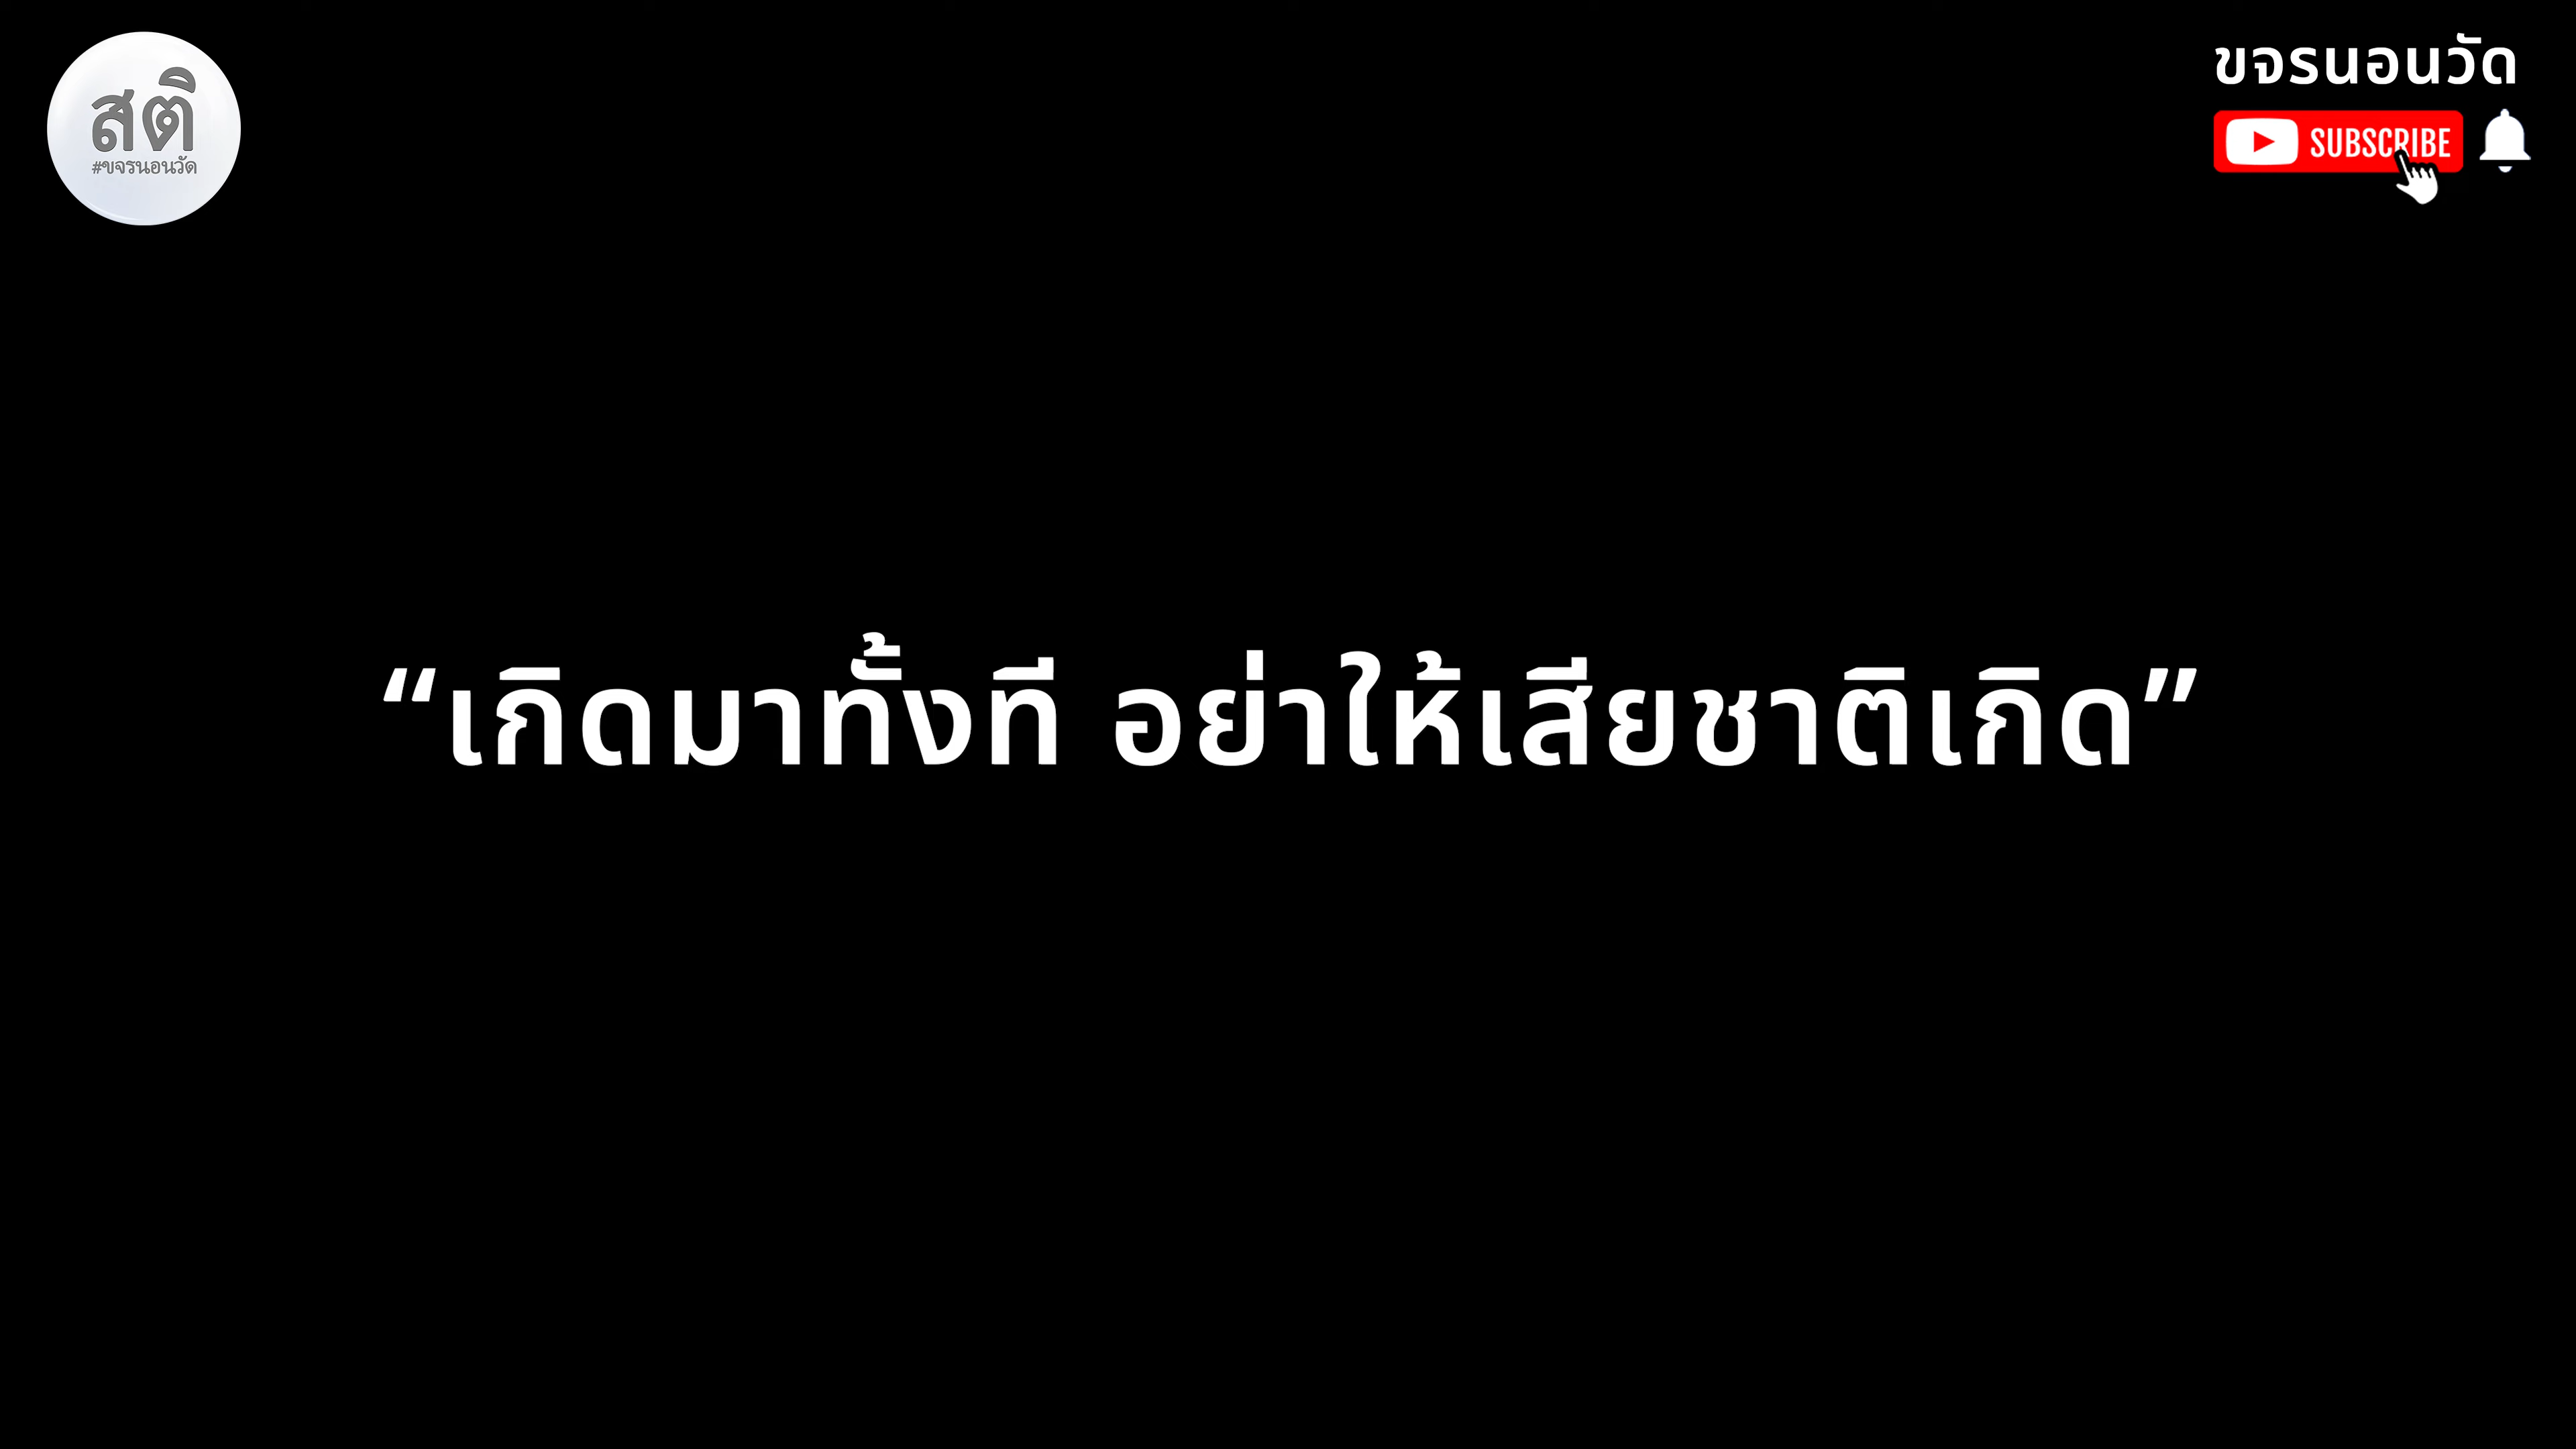 สติ
#ขจรนอนวัด
ขจรนอนวัด
SUBSCRIBE
“เกิดมาทั้งที อย่าให้เสียชาติเกิด”